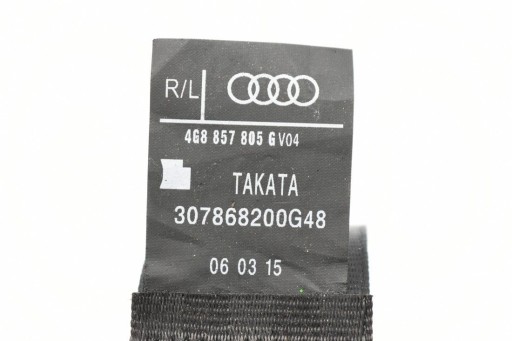 R/L
4G8 857 805 G V04
TAKATA
307868200G48
06 03 15